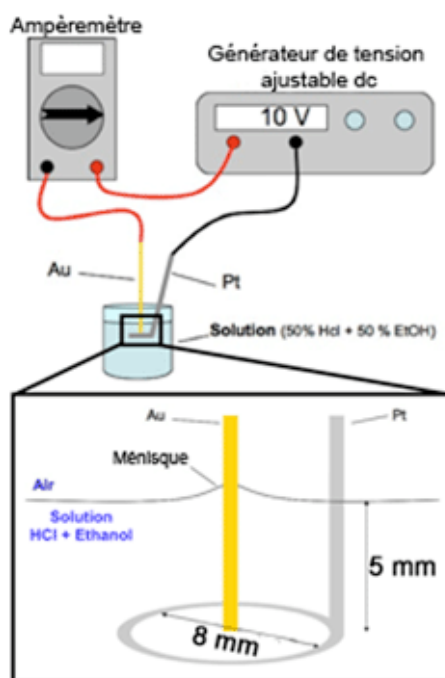 Ampèremètre
Générateur de tension
ajustable dc
10 V
Au
Pt
Solution (50% Hcl + 50 % EtOH)
Au
Pt
Ménisque
Air
Solution
HCl + Ethanol
5 mm
8 mm